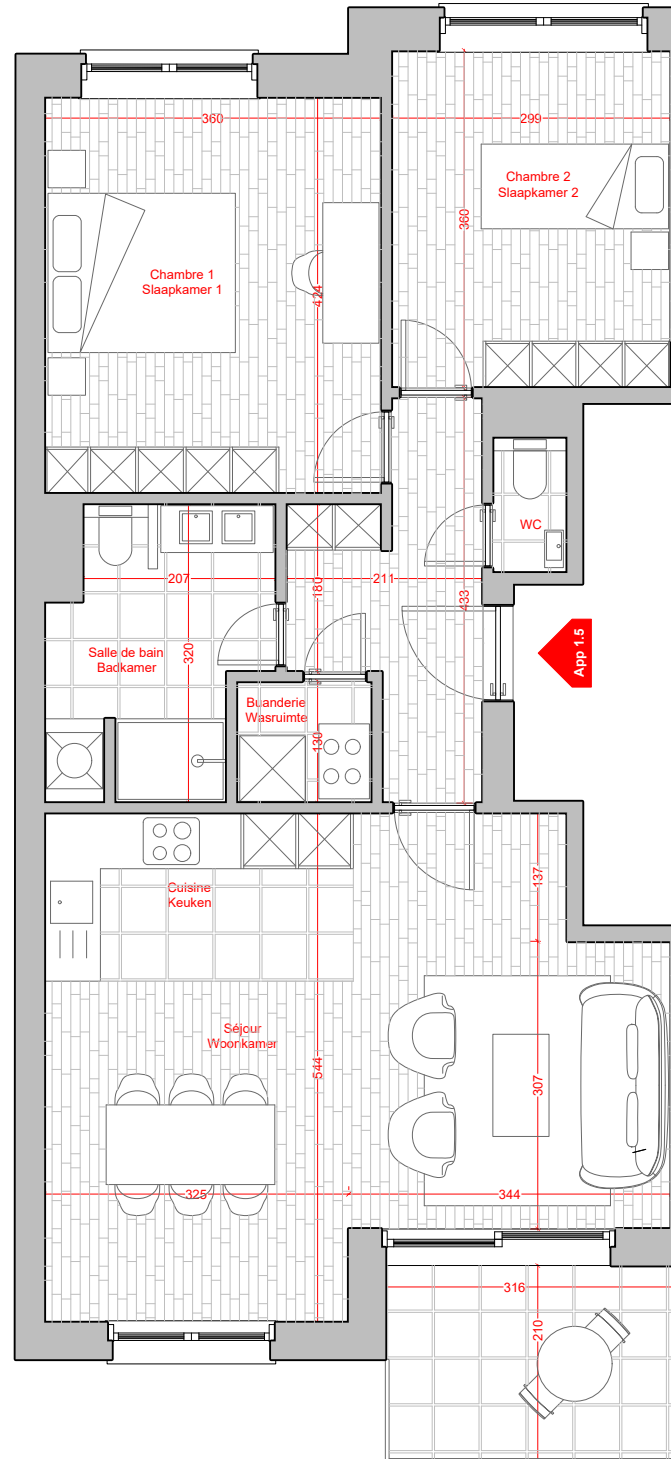 360
299
Chambre 2
Slaapkamer 2
360
Chambre 1
Slaapkamer 1
424
WC
207
180
211
433
Salle de bain
Badkamer
320
App 1.5
Buanderie
Wasruimte
130
137
Cuisine
Keuken
Séjour
Woonkamer
544
307
325
344
316
210